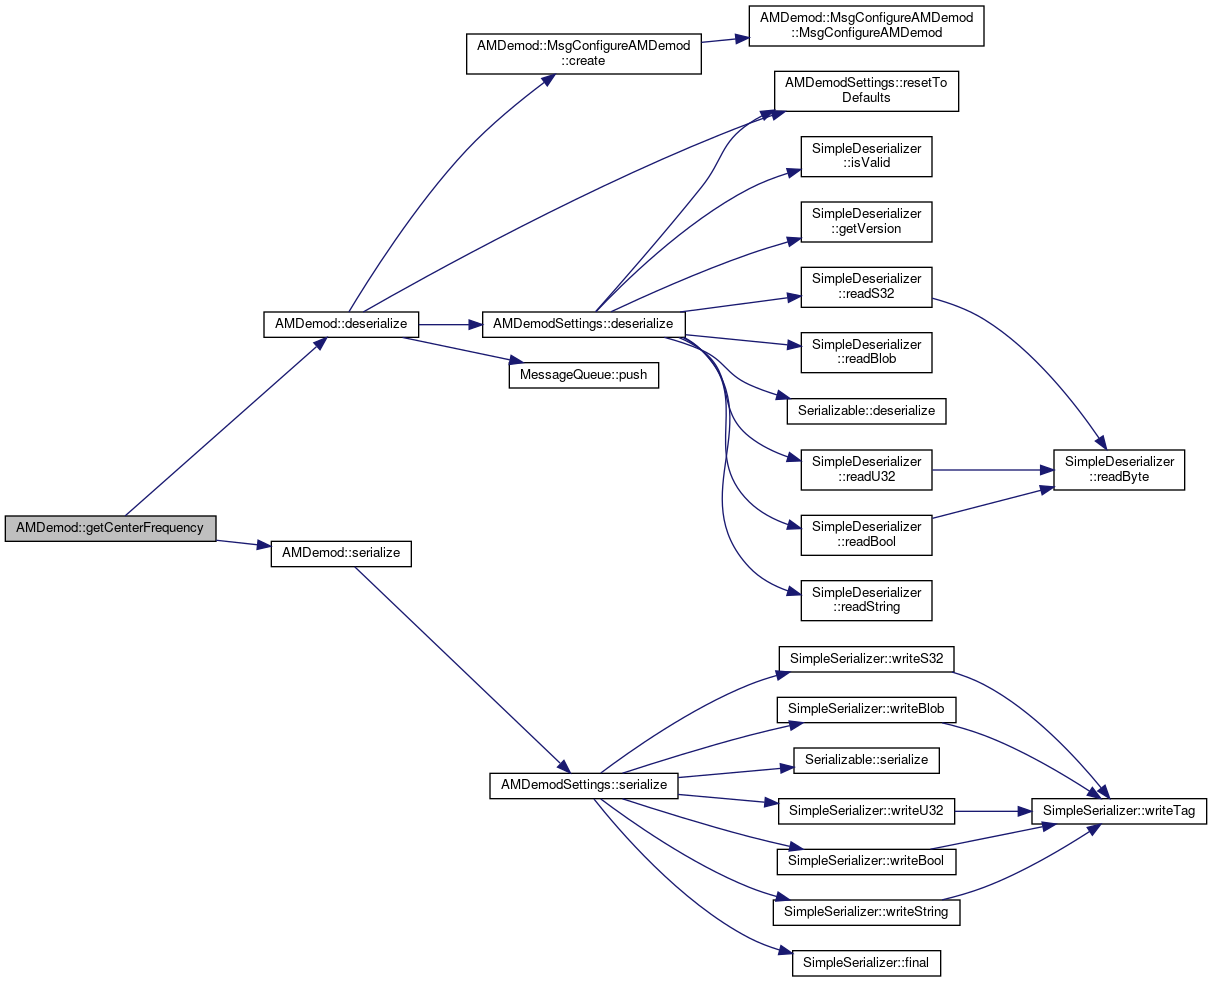 AMDemod::MsgConfigureAMDemod
::MsgConfigureAMDemod
AMDemod::MsgConfigureAMDemod
::create
AMDemodSettings::resetTo
Defaults
SimpleDeserializer
::isValid
SimpleDeserializer
::getVersion
SimpleDeserializer
::readS32
AMDemod::deserialize
AMDemodSettings::deserialize
SimpleDeserializer
::readBlob
MessageQueue::push
Serializable::deserialize
SimpleDeserializer
::readU32
SimpleDeserializer
::readByte
AMDemod::getCenterFrequency
SimpleDeserializer
::readBool
AMDemod::serialize
SimpleDeserializer
::readString
SimpleSerializer::writeS32
SimpleSerializer::writeBlob
Serializable::serialize
AMDemodSettings::serialize
SimpleSerializer::writeU32
SimpleSerializer::writeTag
SimpleSerializer::writeBool
SimpleSerializer::writeString
SimpleSerializer::final